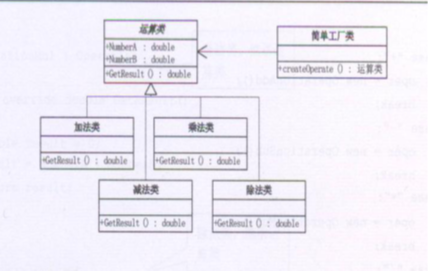 运算类
+NumberA : double
+NumberB : double
+GetResult () : double
简单工厂类
+createOperate () : 运算类
加法类
+GetResult () : double
乘法类
+GetResult () : double
减法类
+GetResult () : double
除法类
+GetResult () : double